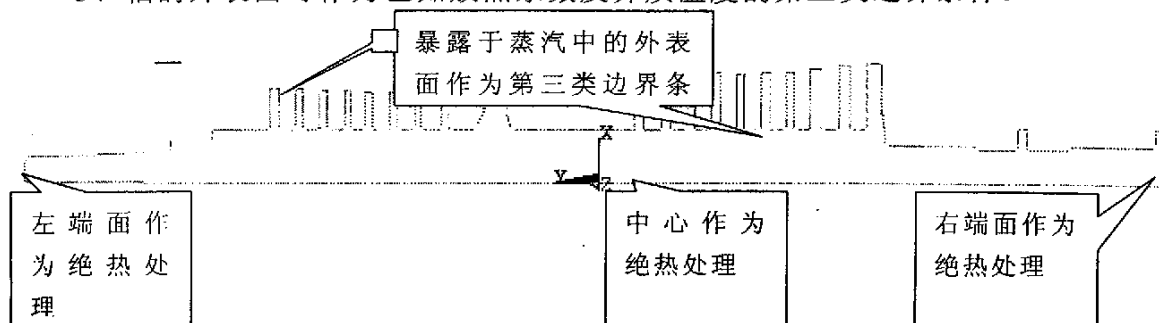 暴露于蒸汽中的外表
面作为第三类边界条
X
Y
Z
左端面作
为绝热处
理
中心作为
绝热处理
右端面作为
绝热处理